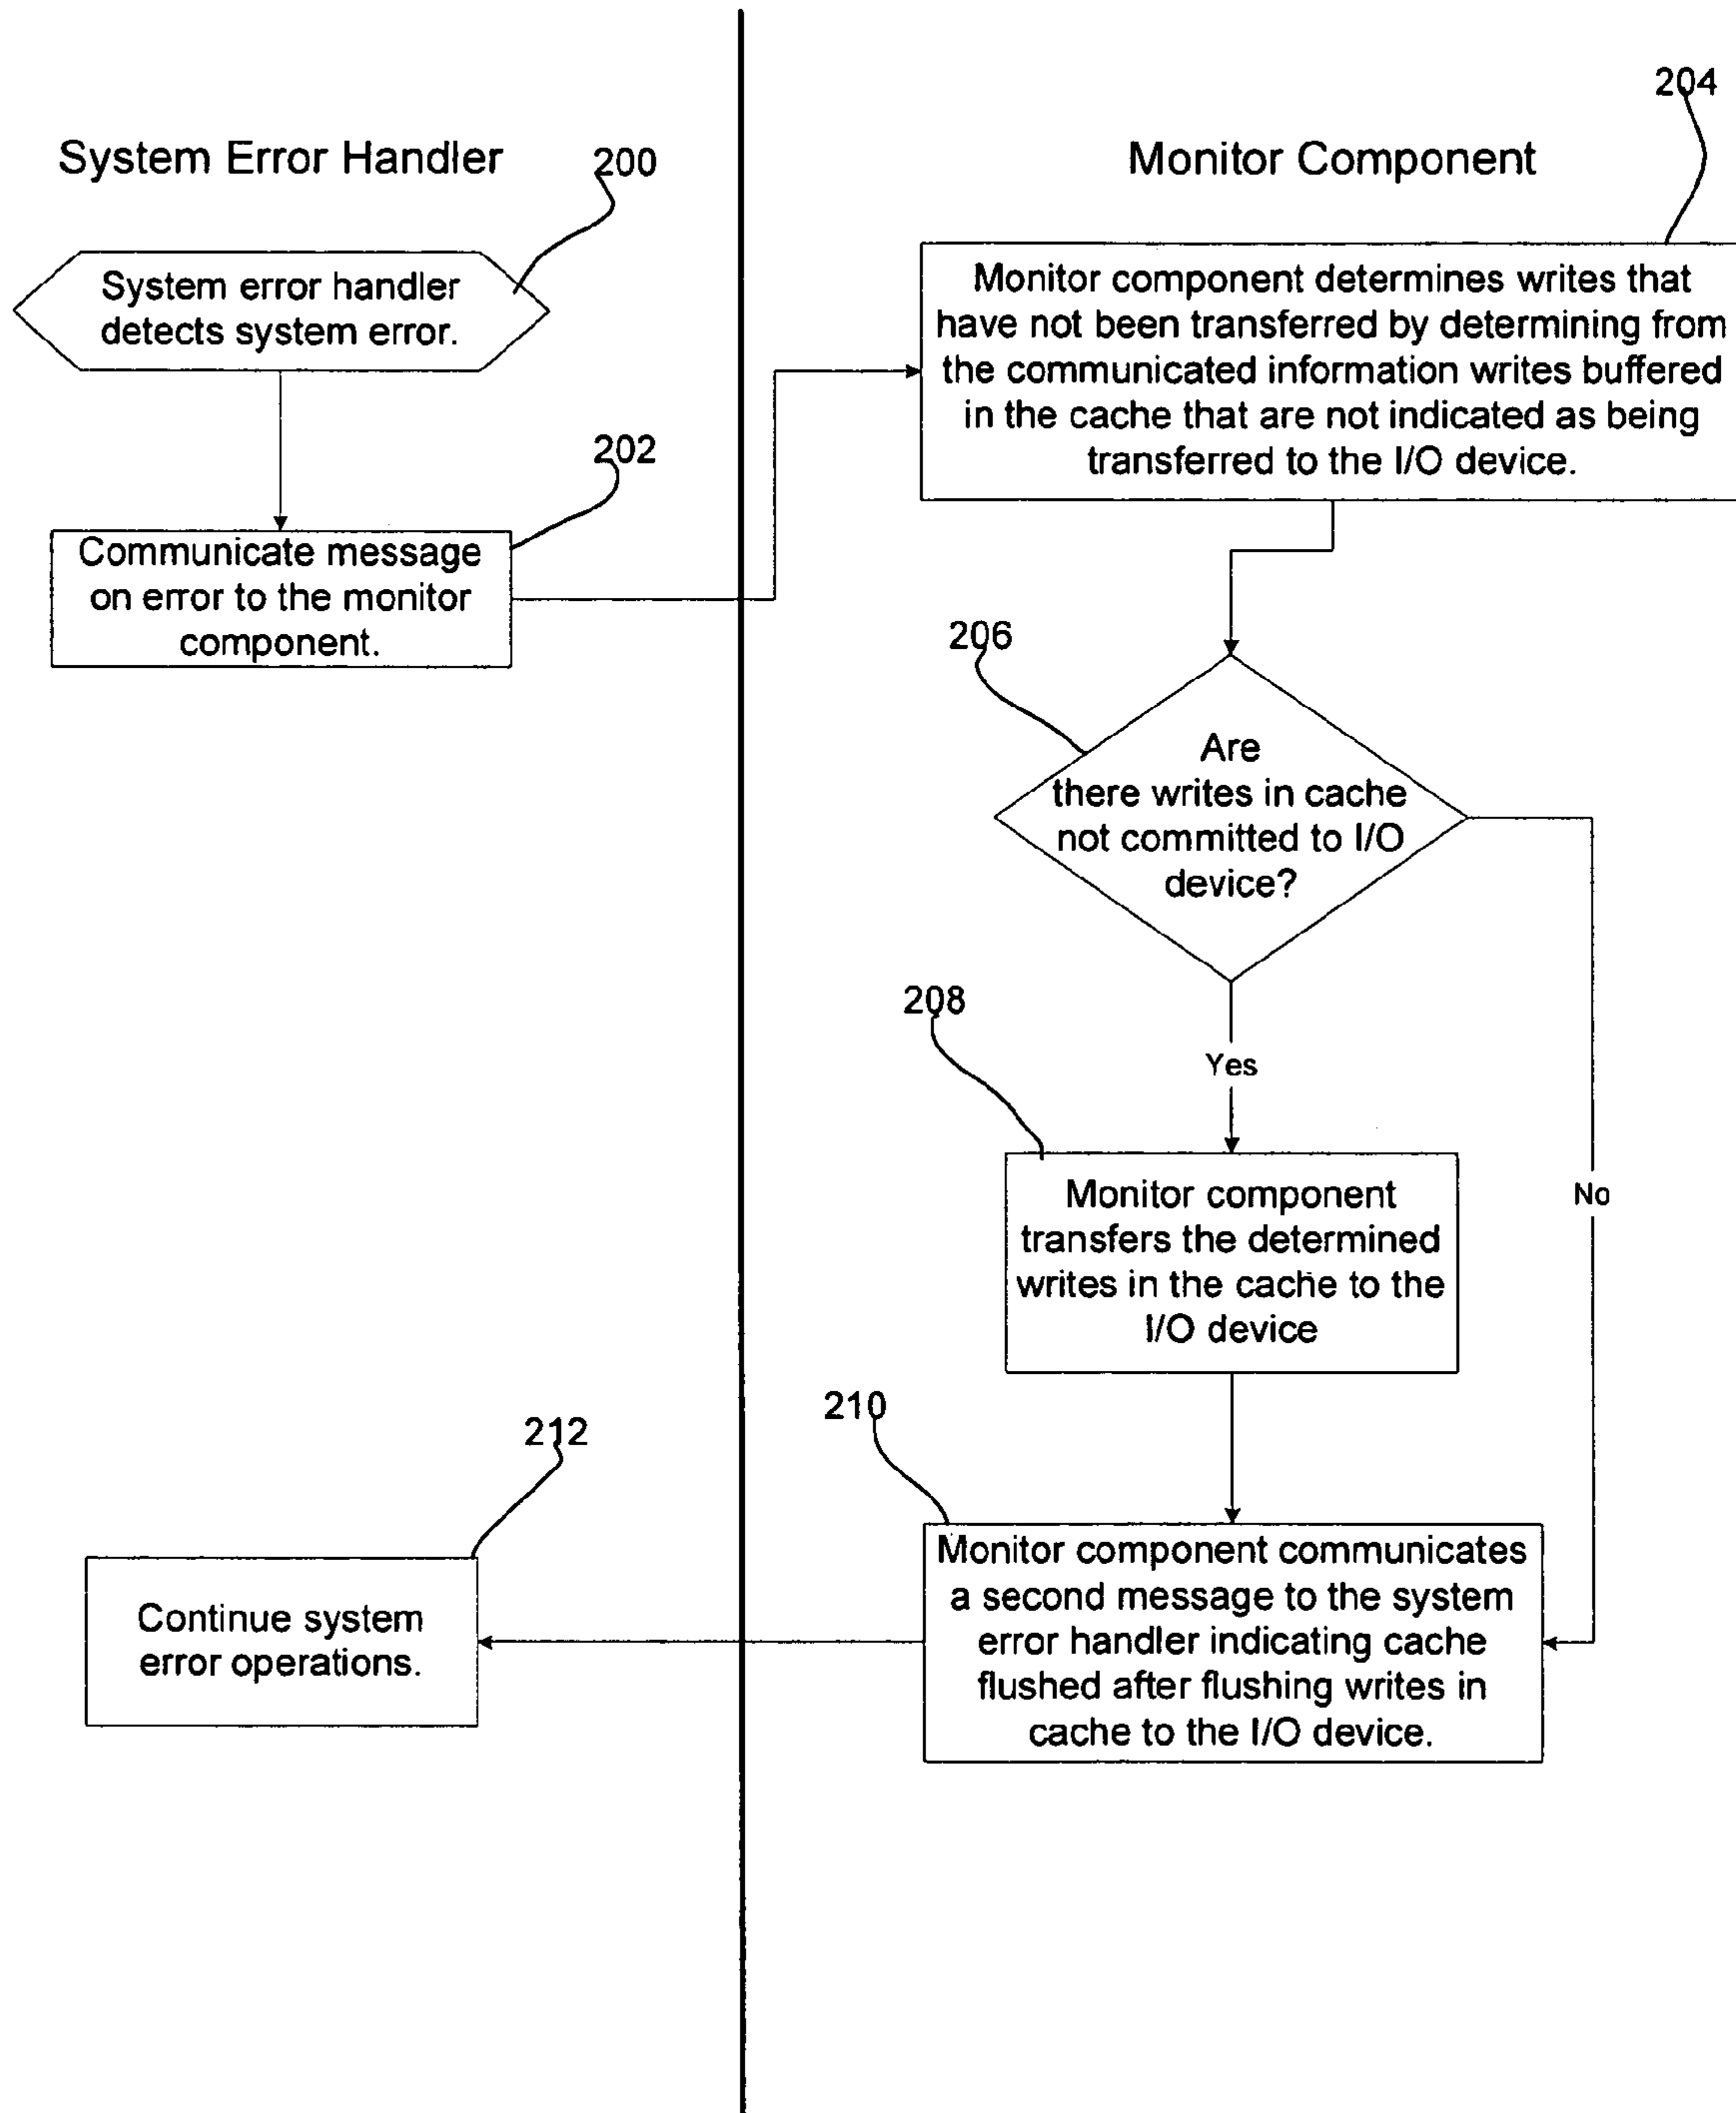 204
System Error Handler
200
Monitor Component
System error handler
detects system error.
Monitor component determines writes that
have not been transferred by determining from
the communicated information writes buffered
in the cache that are not indicated as being
transferred to the I/O device.
202
Communicate message
on error to the monitor
component.
206
Are
there writes in cache
not committed to I/O
device?
208
Yes
No
Monitor component
transfers the determined
writes in the cache to the
I/O device
210
212
Monitor component communicates
a second message to the system
error handler indicating cache
flushed after flushing writes in
cache to the I/O device.
Continue system
error operations.